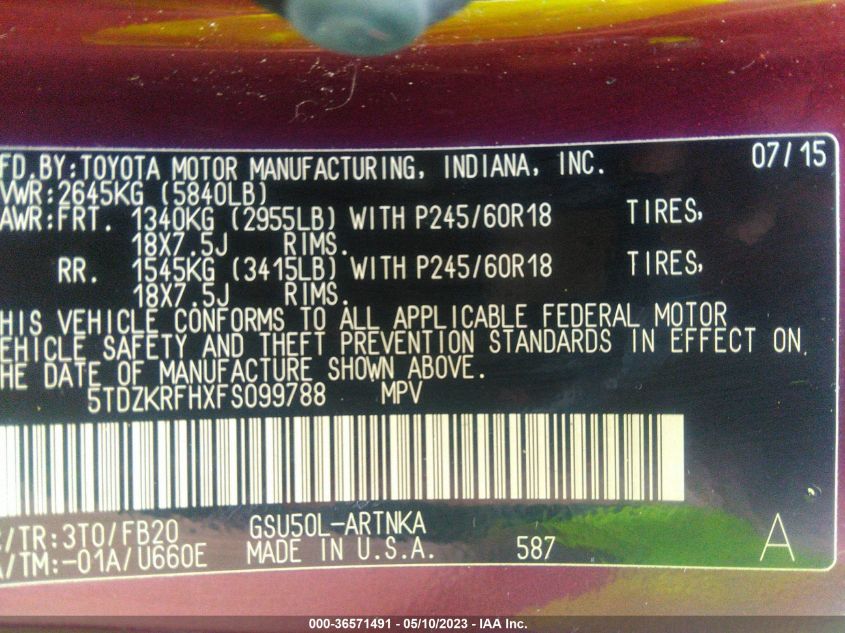 FD.BY:TOYOTA MOTOR MANUFACTURING, INDIANA, INC. 07/15
VWR:2645KG (5840LB)
AWR:FRT. 1340KG (2955LB) WITH P245/60R18 TIRES,
18X7.5J RIMS.
RR. 1545KG (3415LB) WITH P245/60R18 TIRES,
18X7.5J RIMS.
HIS VEHICLE CONFORMS TO ALL APPLICABLE FEDERAL MOTOR
EHICLE SAFETY AND THEFT PREVENTION STANDARDS IN EFFECT ON
HE DATE OF MANUFACTURE SHOWN ABOVE.
5TDZKRFHXFS099788 MPV
/TR:3T0/FB20 GSU50L-ARTNKA
/TM:-01A/U660E MADE IN U.S.A. 587 A
000-36571491 - 05/10/2023 - IAA Inc.